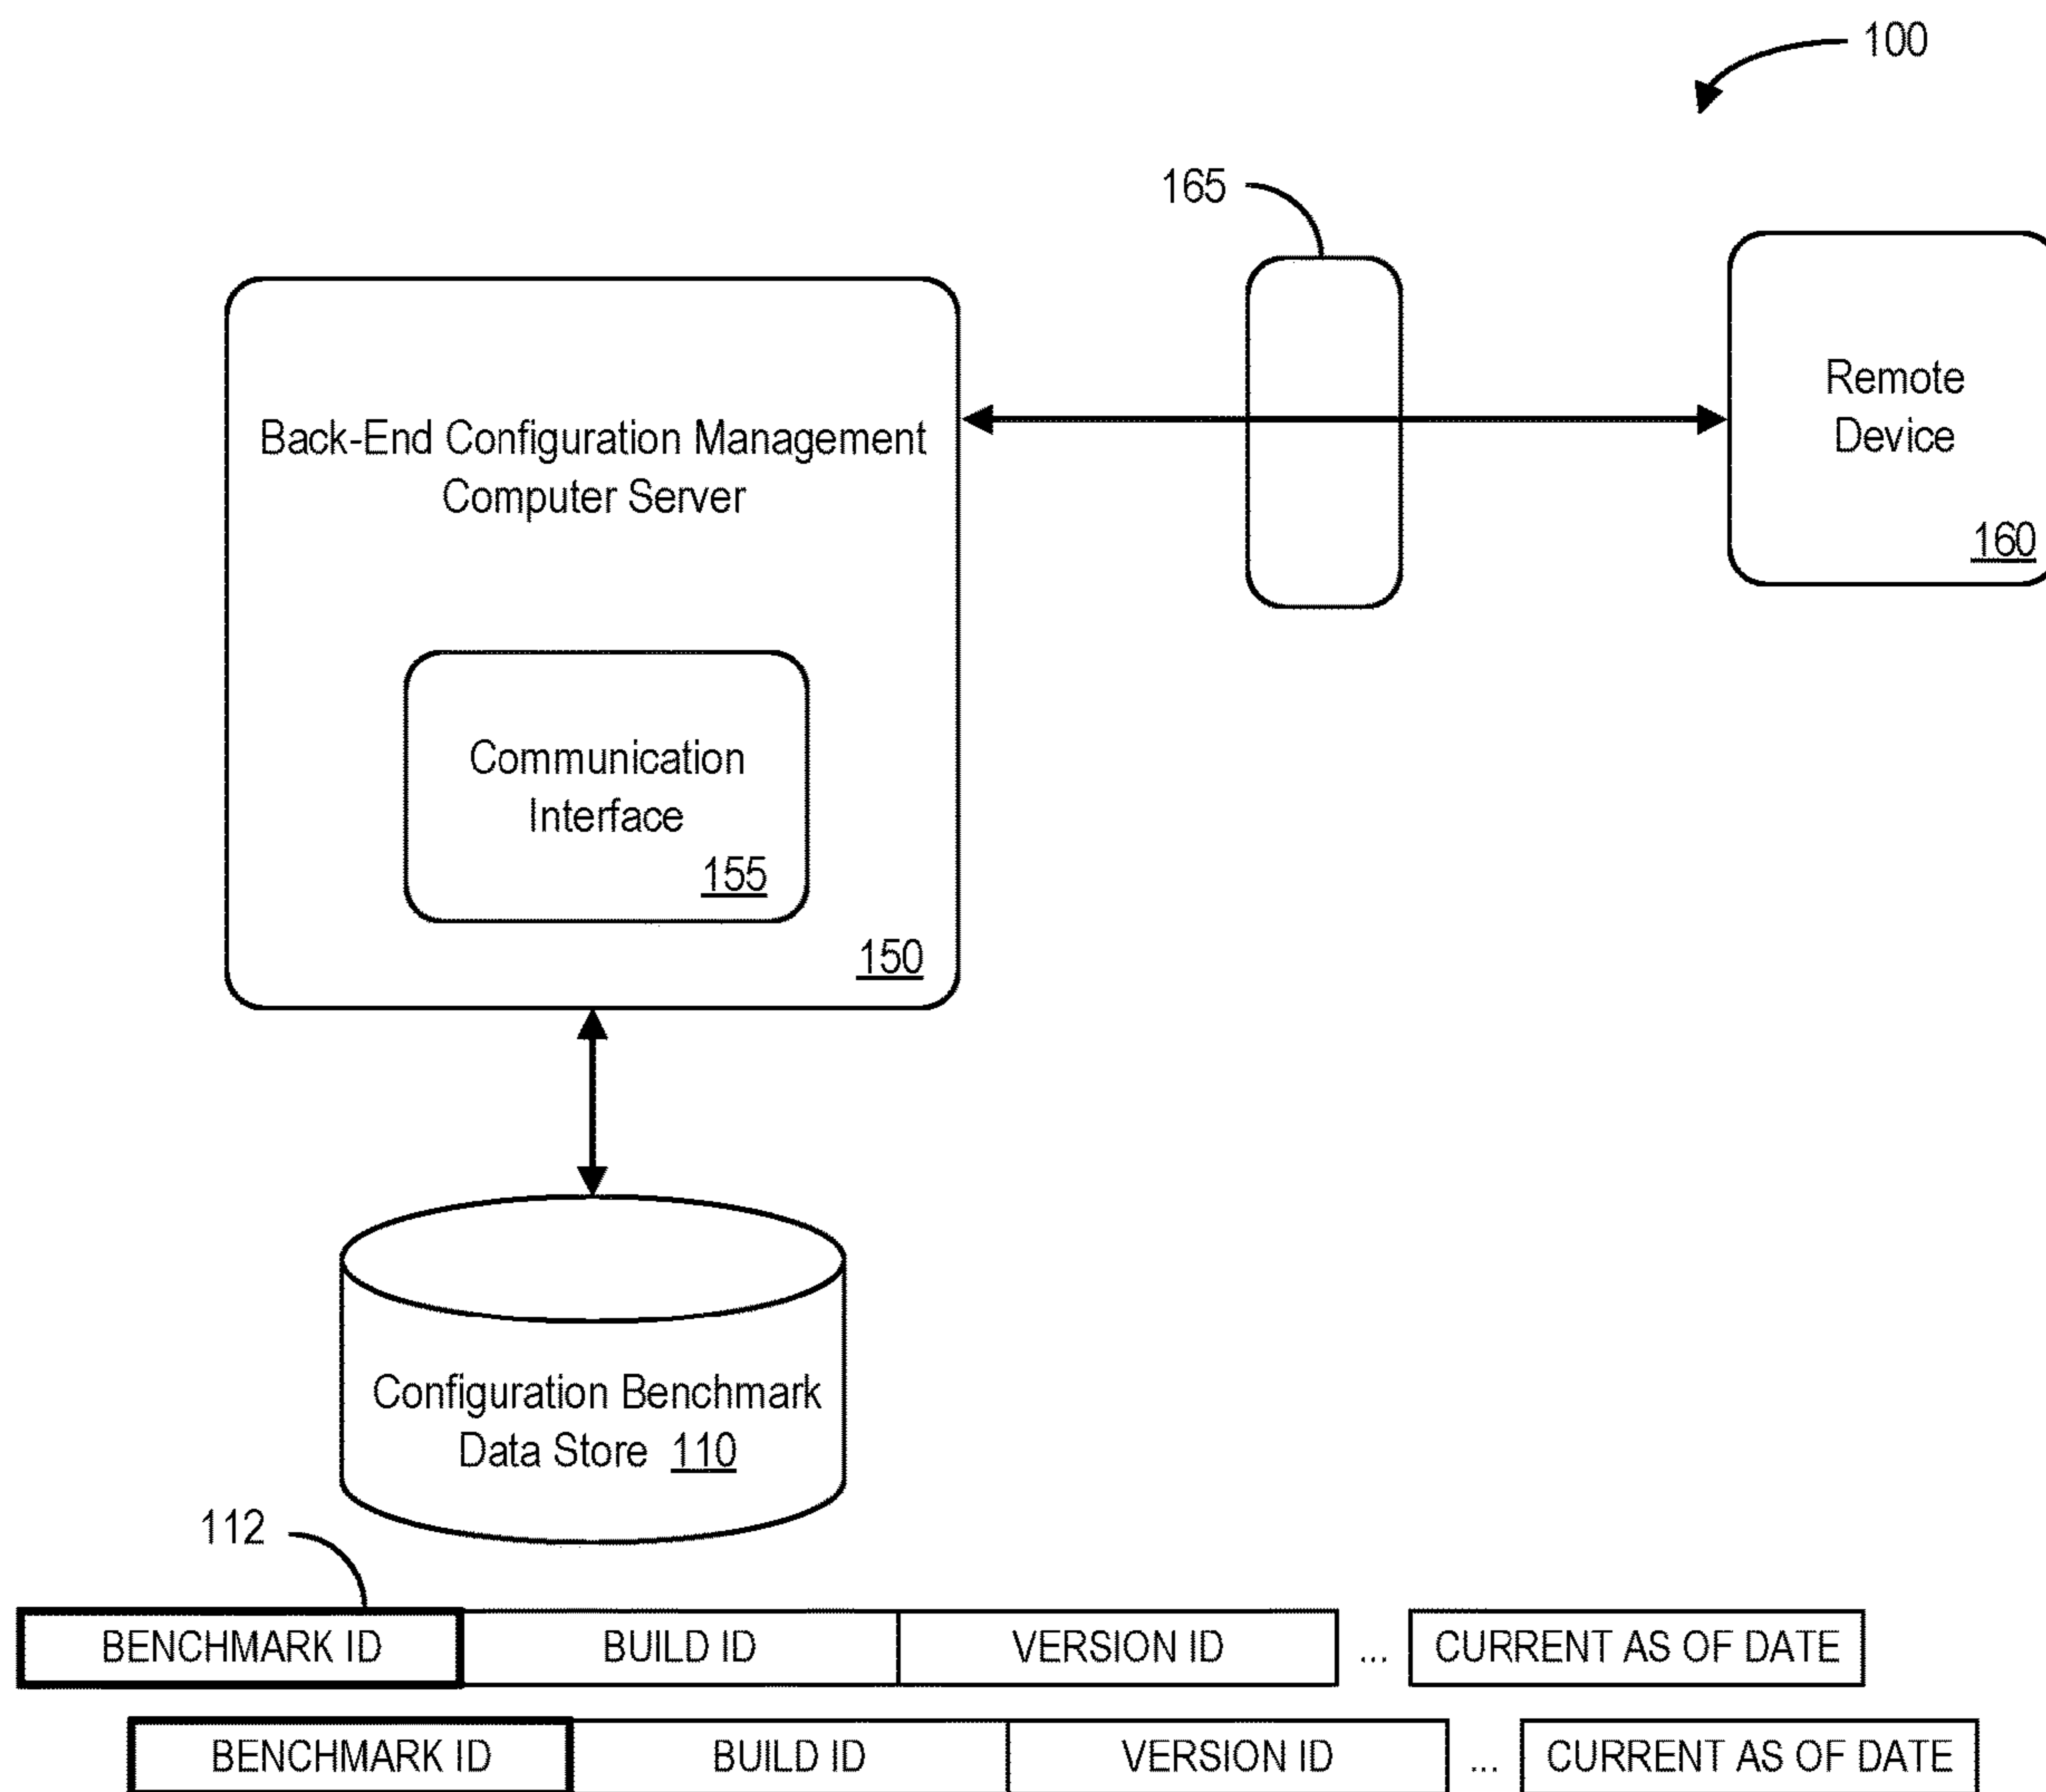 100
165
Remote
Device
160
Back-End Configuration Management
Computer Server
Communication
Interface
155
150
Configuration Benchmark
Data Store 110
112
BENCHMARK ID BUILD ID VERSION ID ... CURRENT AS OF DATE
BENCHMARK ID BUILD ID VERSION ID ... CURRENT AS OF DATE